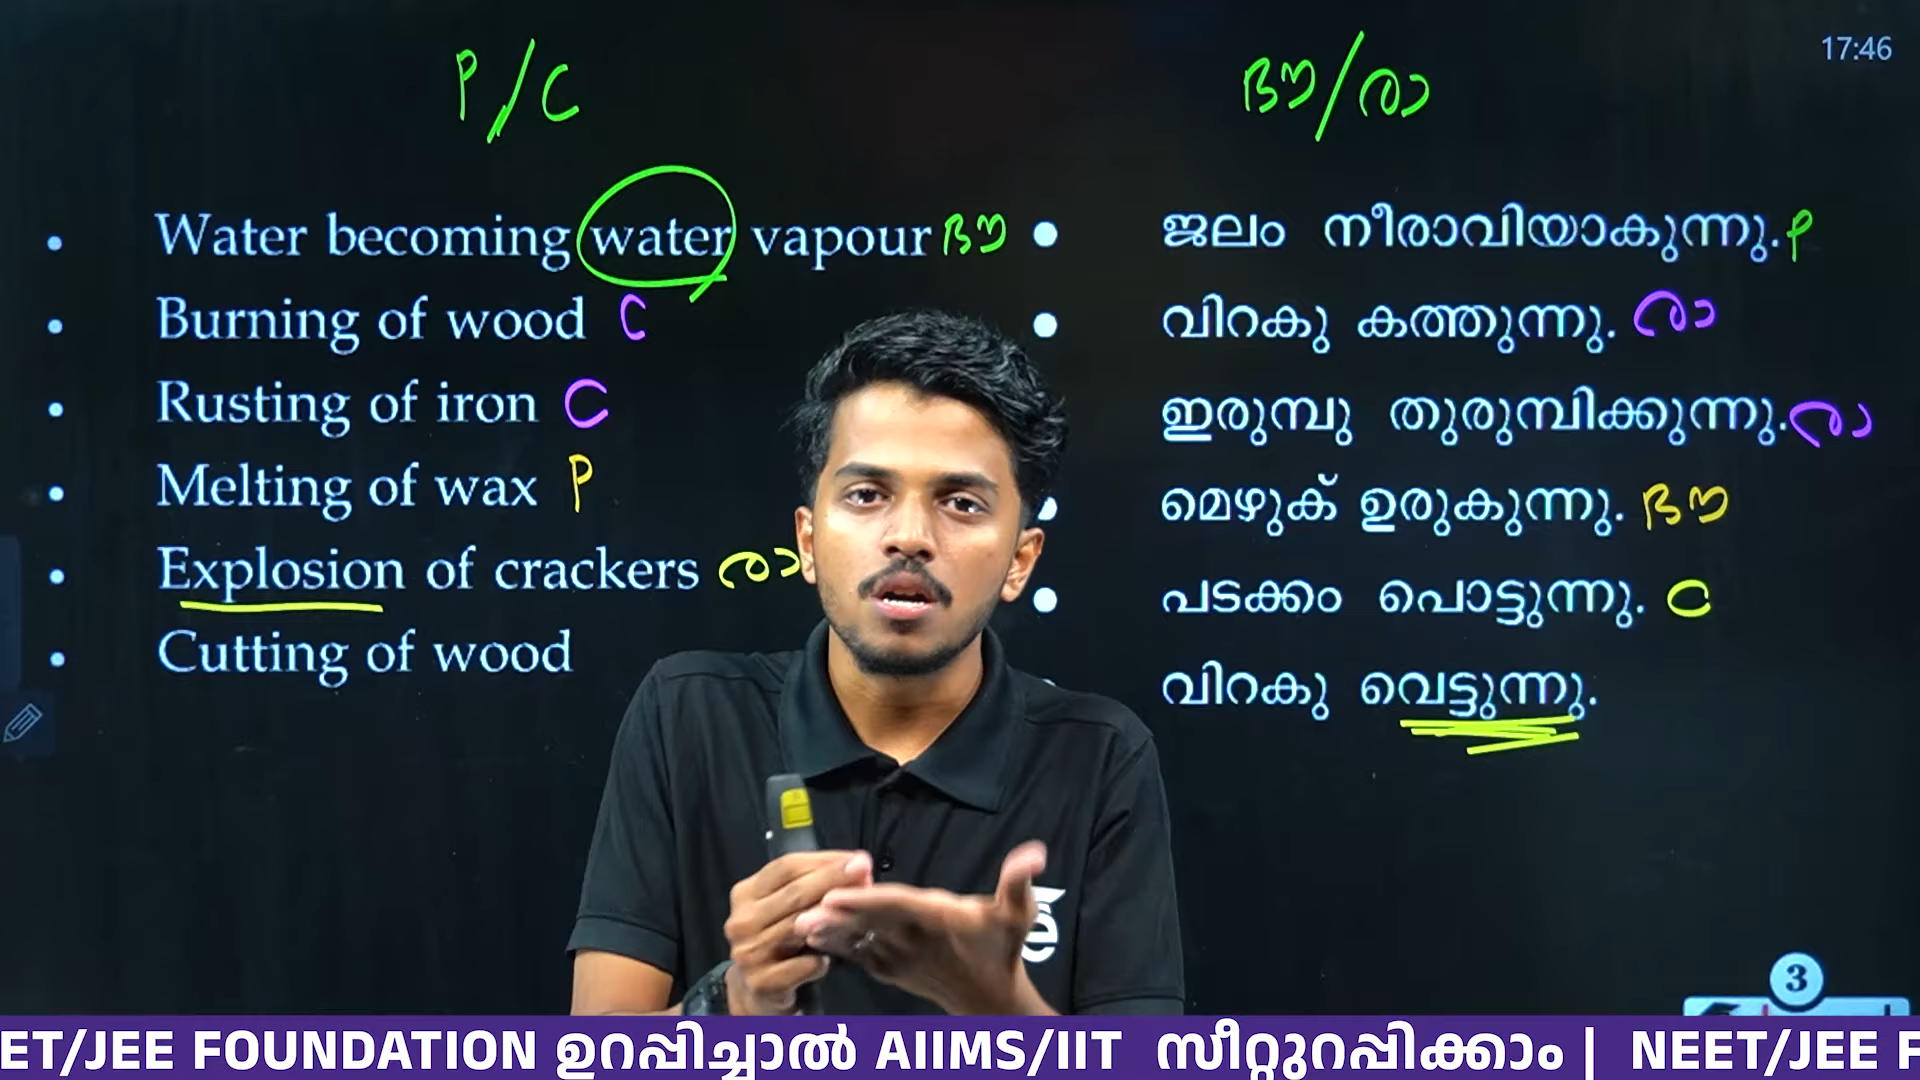 17:46
P/C
ഭൗ/രാ
Water becoming water vapour ഭൗ
Burning of wood C
Rusting of iron C
Melting of wax P
Explosion of crackers രാ
Cutting of wood
ജലം നീരാവിയാകുന്നു. P
വിറകു കത്തുന്നു. രാ
ഇരുമ്പു തുരുമ്പിക്കുന്നു. രാ
മെഴുക് ഉരുകുന്നു. ഭൗ
പടക്കം പൊട്ടുന്നു. C
വിറകു വെട്ടുന്നു.
e
3
EET/JEE FOUNDATION ഉറപ്പിച്ചാൽ AIIMS/IIT സീറ്റുറപ്പിക്കാം | NEET/JEE F